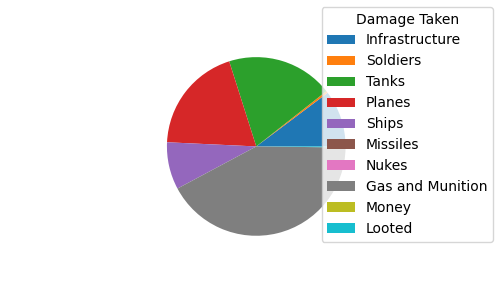 Damage Taken
Infrastructure
Soldiers
Tanks
Planes
Ships
Missiles
Nukes
Gas and Munition
Money
Looted